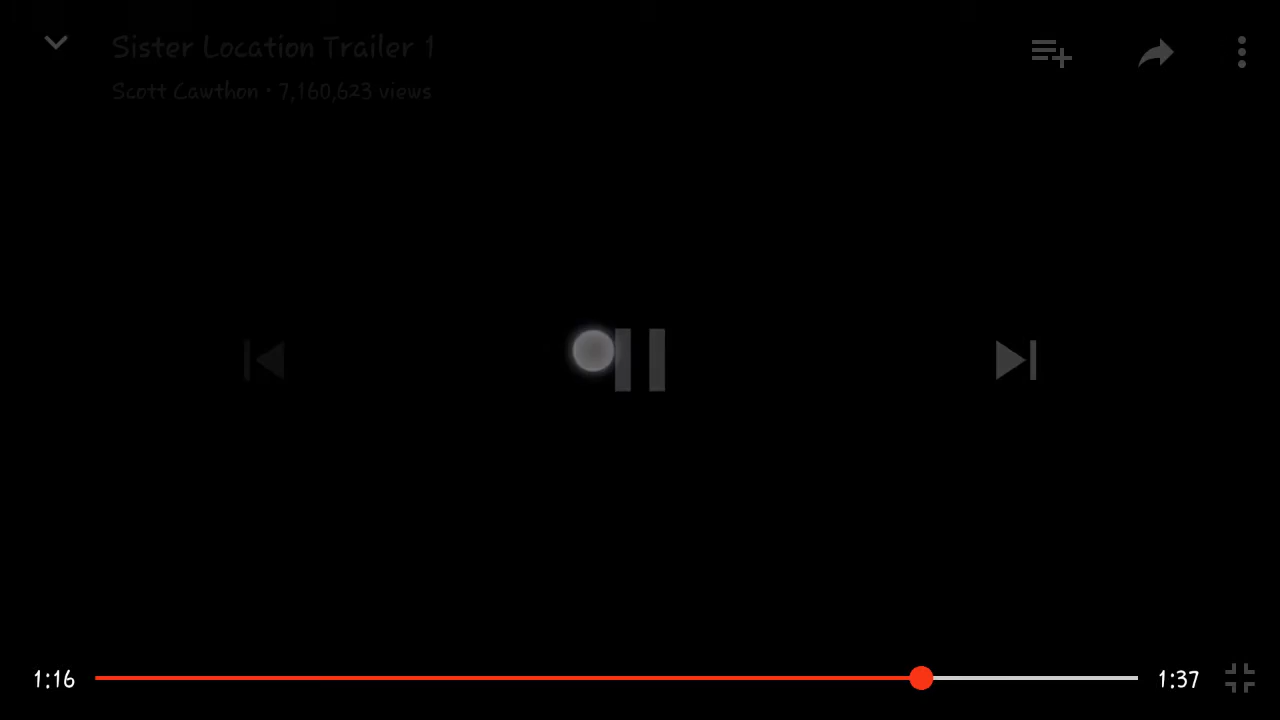 Sister Location Trailer 1
Scott Cawthon • 7,160,623 views
1:16
1:37